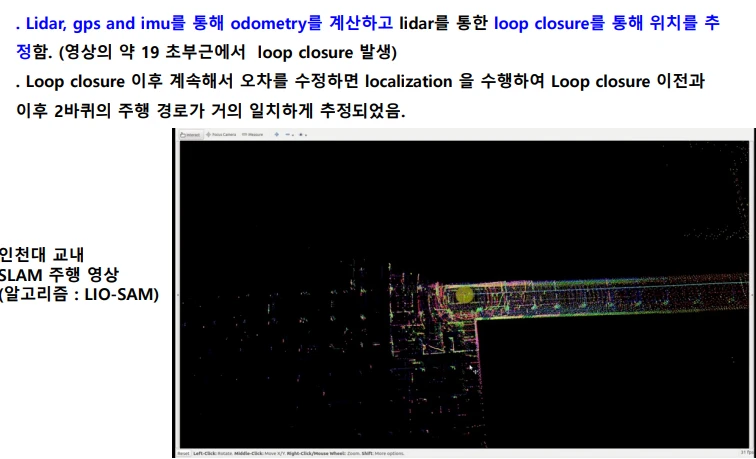 . Lidar, gps and imu를 통해 odometry를 계산하고 lidar를 통한 loop closure를 통해 위치를 추
정함. (영상의 약 19 초부근에서 loop closure 발생)
. Loop closure 이후 계속해서 오차를 수정하면 localization 을 수행하여 Loop closure 이전과
이후 2바퀴의 주행 경로가 거의 일치하게 추정되었음.
Interact Focus Camera Measure
인천대 교내
SLAM 주행 영상
(알고리즘 : LIO-SAM)
Reset Left-Click: Rotate. Middle-Click: Move X/Y. Right-Click/Mouse Wheel: Zoom. Shift: More options.
31 fps